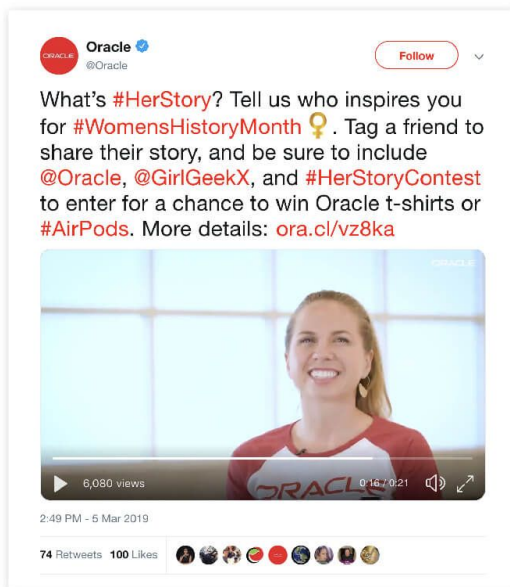 ORACLE
Oracle
@Oracle
Follow
What's #HerStory? Tell us who inspires you
for #WomensHistoryMonth ♀. Tag a friend to
share their story, and be sure to include
@Oracle, @GirlGeekX, and #HerStoryContest
to enter for a chance to win Oracle t-shirts or
#AirPods. More details: ora.cl/vz8ka
ORACLE
ORACLE
6,080 views
0:16/0:21
2:49 PM - 5 Mar 2019
74 Retweets 100 Likes